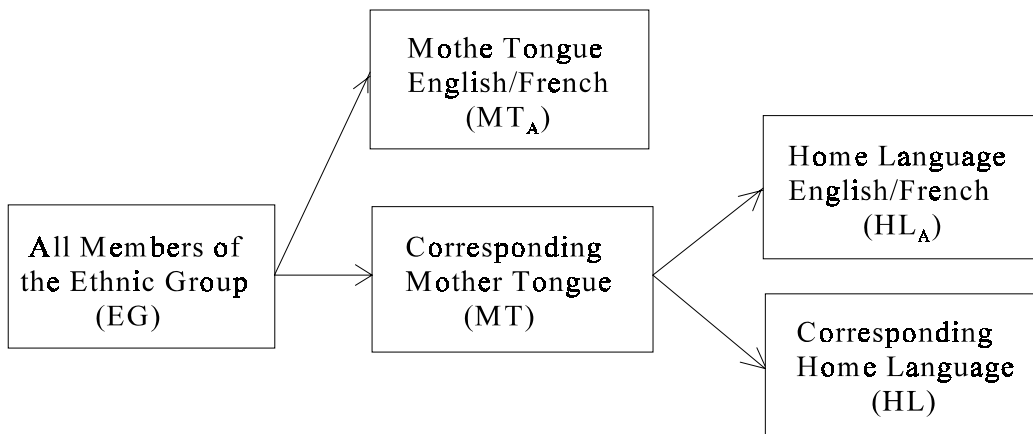 Mothe Tongue
English/French
(MTA)
Home Language
English/French
(HLA)
All Members of
the Ethnic Group
(EG)
Corresponding
Mother Tongue
(MT)
Corresponding
Home Language
(HL)